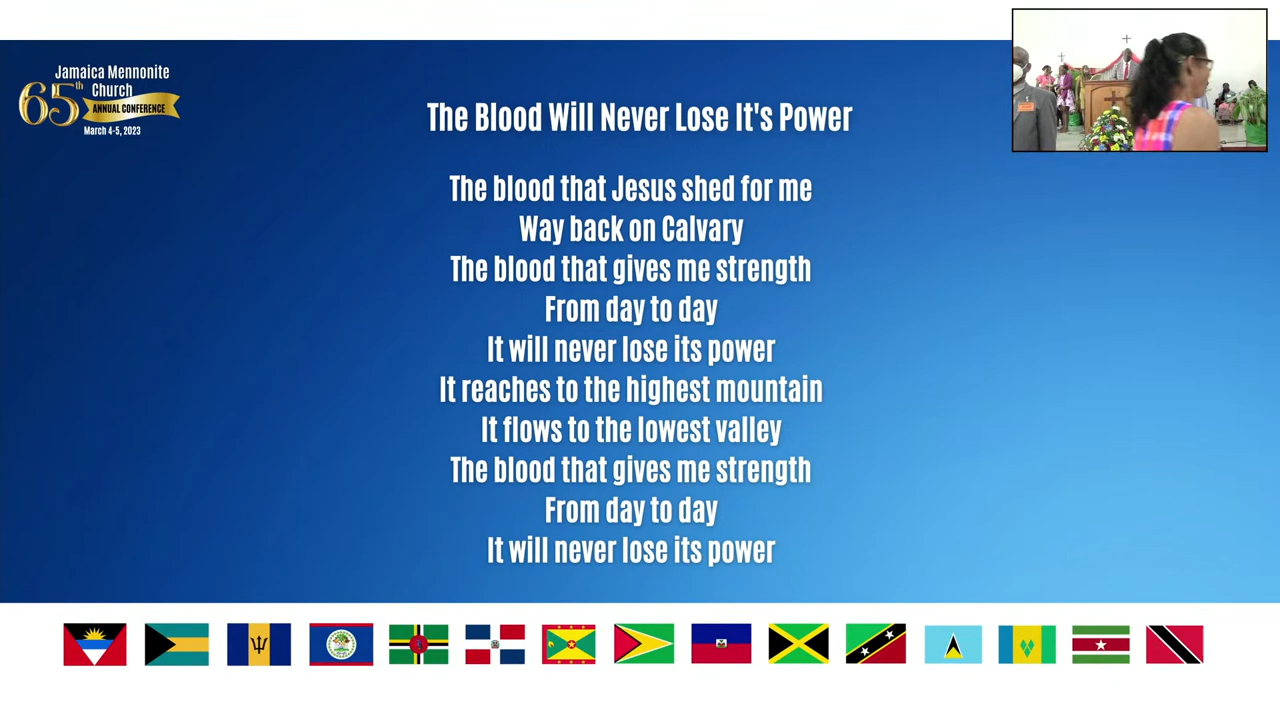 Jamaica Mennonite
65th Church
ANNUAL CONFERENCE
March 4-5, 2023
The Blood Will Never Lose It's Power
The blood that Jesus shed for me
Way back on Calvary
The blood that gives me strength
From day to day
It will never lose its power
It reaches to the highest mountain
It flows to the lowest valley
The blood that gives me strength
From day to day
It will never lose its power